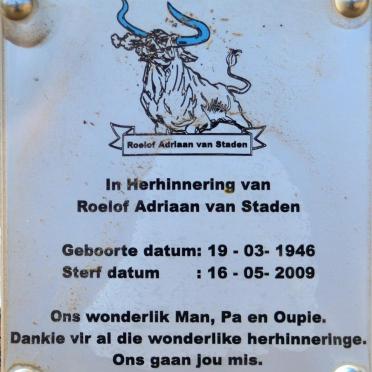 Roelof Adriaan van Staden
In Herhinnering van
Roelof Adriaan van Staden
Geboorte datum: 19 - 03- 1946
Sterf datum : 16 - 05- 2009
Ons wonderlik Man, Pa en Oupie.
Dankie vir al die wonderlike herhinneringe.
Ons gaan jou mis.